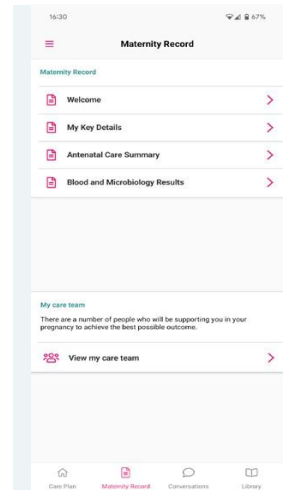 16:30
67%
Maternity Record
Maternity Record
Welcome
My Key Details
Antenatal Care Summary
Blood and Microbiology Results
My care team
There are a number of people who will be supporting you in your
pregnancy to achieve the best possible outcome.
View my care team
Care Plan Maternity Record Conversations Library